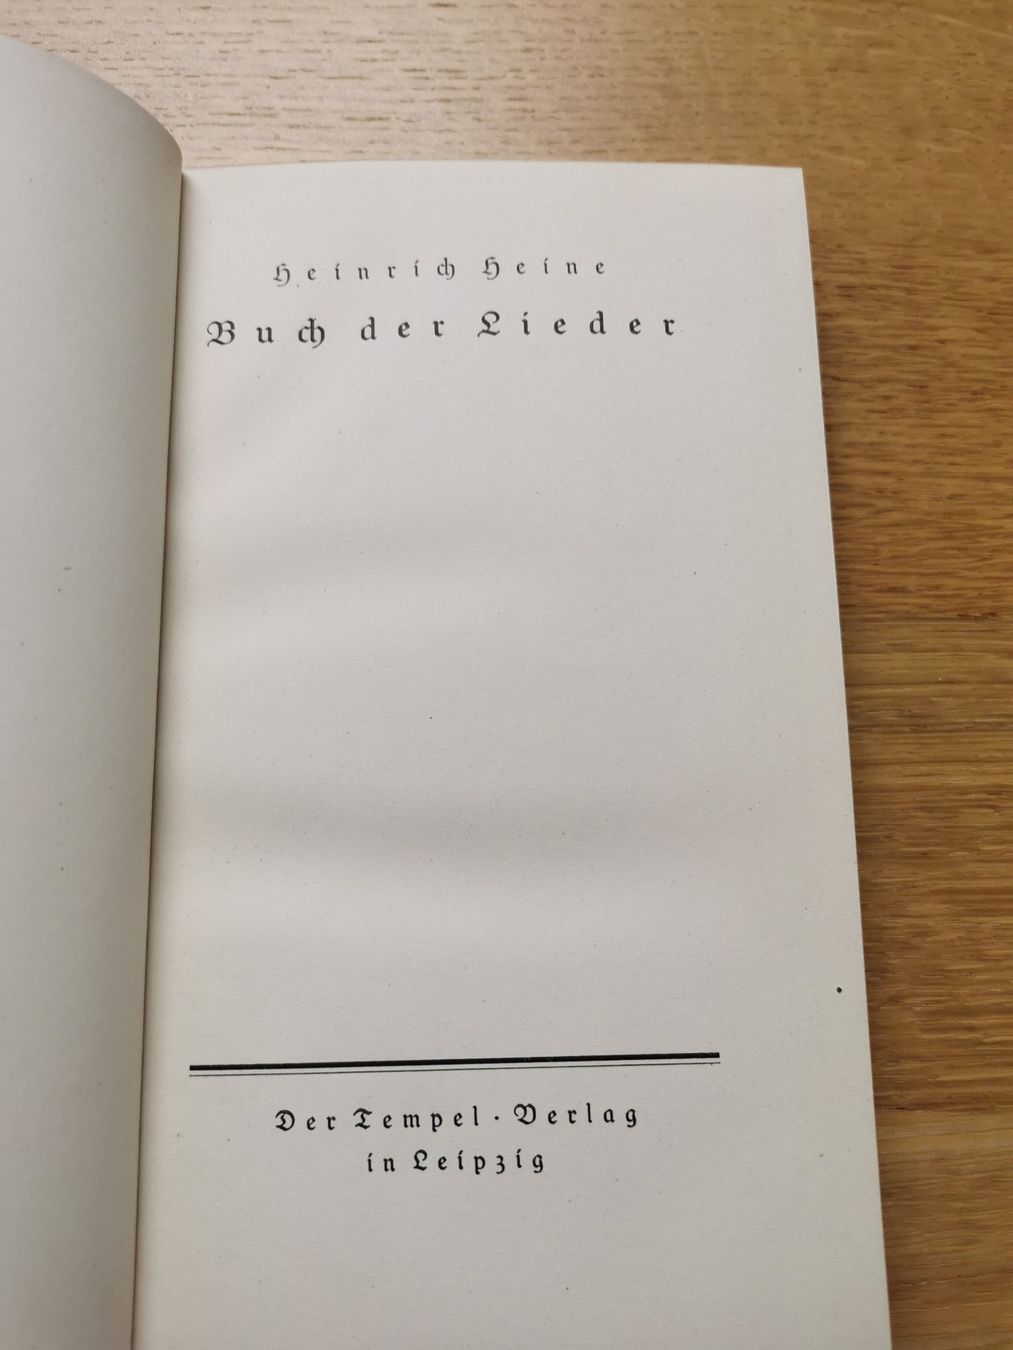 Heinrich Heine
Buch der Lieder
Der Tempel · Verlag
in Leipzig